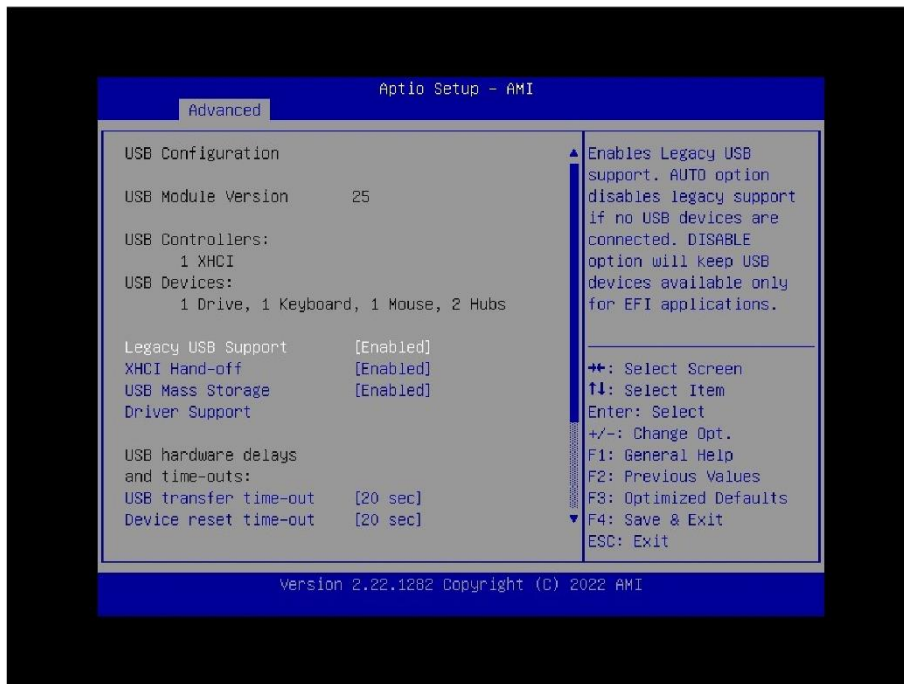 Aptio Setup - AMI
Advanced
USB Configuration
USB Module Version 25
USB Controllers:
1 XHCI
USB Devices:
1 Drive, 1 Keyboard, 1 Mouse, 2 Hubs
Legacy USB Support [Enabled]
XHCI Hand-off [Enabled]
USB Mass Storage [Enabled]
Driver Support
USB hardware delays
and time-outs:
USB transfer time-out [20 sec]
Device reset time-out [20 sec]
Enables Legacy USB
support. AUTO option
disables legacy support
if no USB devices are
connected. DISABLE
option will keep USB
devices available only
for EFI applications.
→←: Select Screen
↑↓: Select Item
Enter: Select
+/-: Change Opt.
F1: General Help
F2: Previous Values
F3: Optimized Defaults
F4: Save & Exit
ESC: Exit
Version 2.22.1282 Copyright (C) 2022 AMI